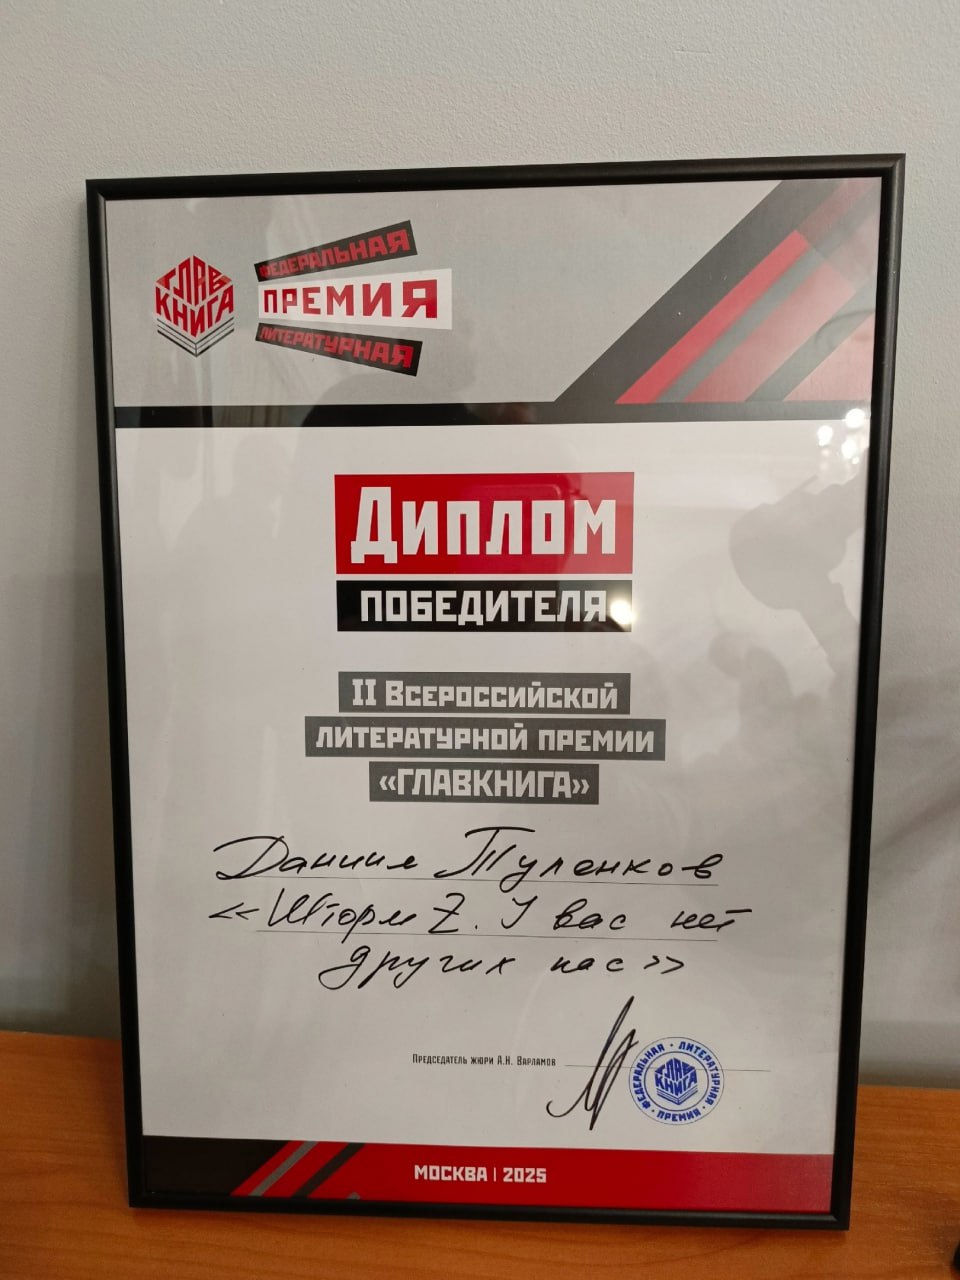 ГЛАВ
КНИГА
ФЕДЕРАЛЬНАЯ
ПРЕМИЯ
ЛИТЕРАТУРНАЯ
ДИПЛОМ
ПОБЕДИТЕЛЯ
II ВСЕРОССИЙСКОЙ
ЛИТЕРАТУРНОЙ ПРЕМИИ
«ГЛАВКНИГА»
Даниил Туленков
«Шторм Z. У вас нет
других нас»
Председатель жюри А.Н. Варламов
ФЕДЕРАЛЬНАЯ • ЛИТЕРАТУРНАЯ • ПРЕМИЯ •
ГЛАВ
КНИГА
МОСКВА | 2025